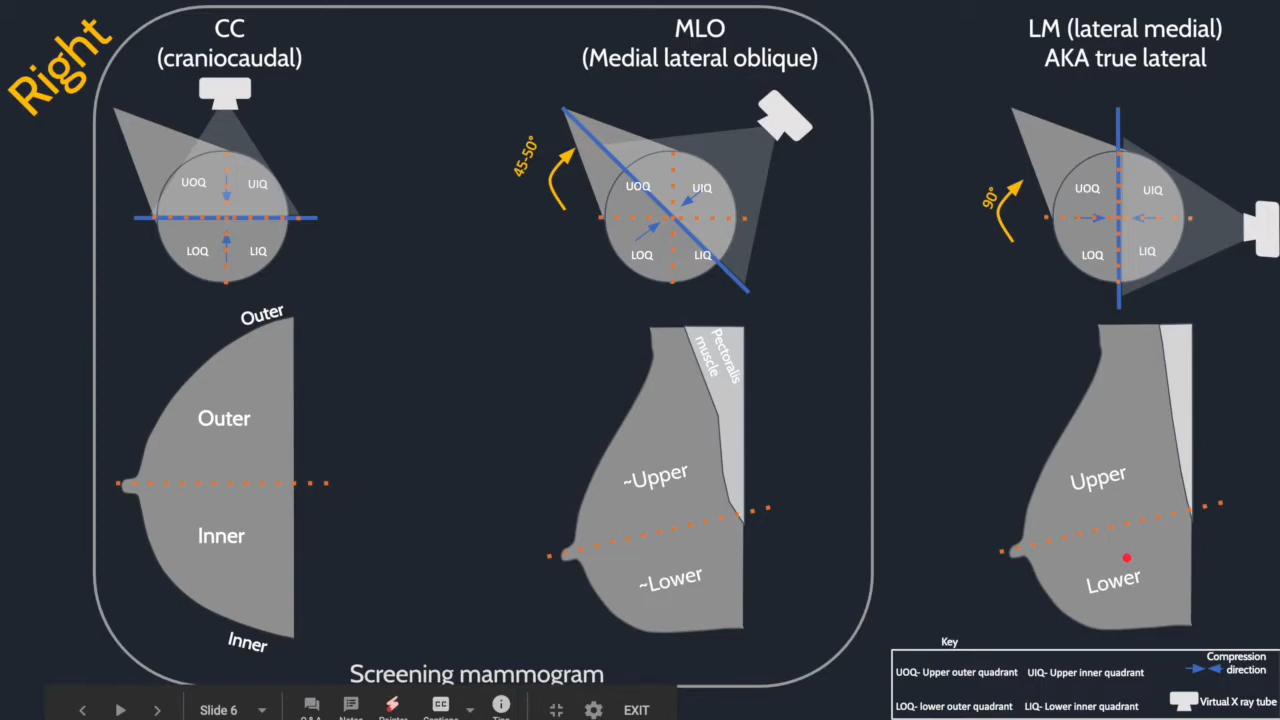 Right
CC
(craniocaudal)
UOQ
UIQ
LOQ
LIQ
Outer
Outer
Inner
Inner
MLO
(Medial lateral oblique)
45-50°
UOQ
UIQ
LOQ
LIQ
Pectoralis
muscle
~Upper
~Lower
Screening mammogram
LM (lateral medial)
AKA true lateral
90°
UOQ
UIQ
LOQ
LIQ
Upper
Lower
Key
UOQ- Upper outer quadrant
UIQ- Upper inner quadrant
Compression
direction
LOQ- lower outer quadrant
LIQ- Lower inner quadrant
Virtual X ray tube
Slide 6
CC
EXIT